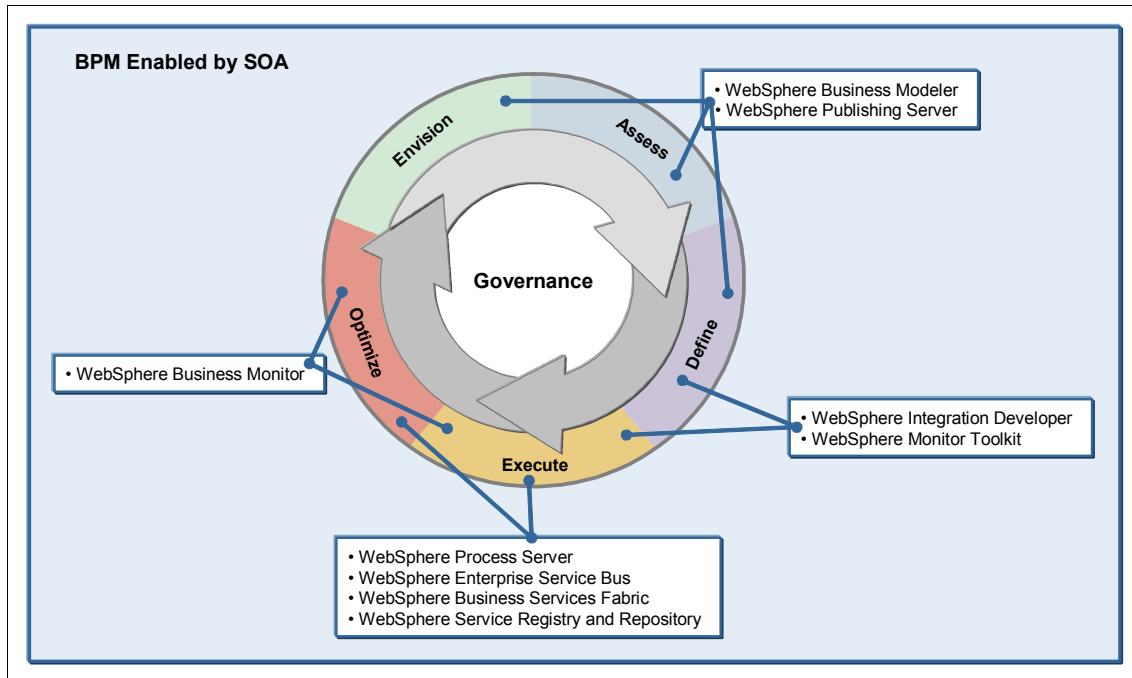 BPM Enabled by SOA
• WebSphere Business Modeler
• WebSphere Publishing Server
Envision
Assess
Governance
Optimize
Define
• WebSphere Business Monitor
• WebSphere Integration Developer
• WebSphere Monitor Toolkit
Execute
• WebSphere Process Server
• WebSphere Enterprise Service Bus
• WebSphere Business Services Fabric
• WebSphere Service Registry and Repository